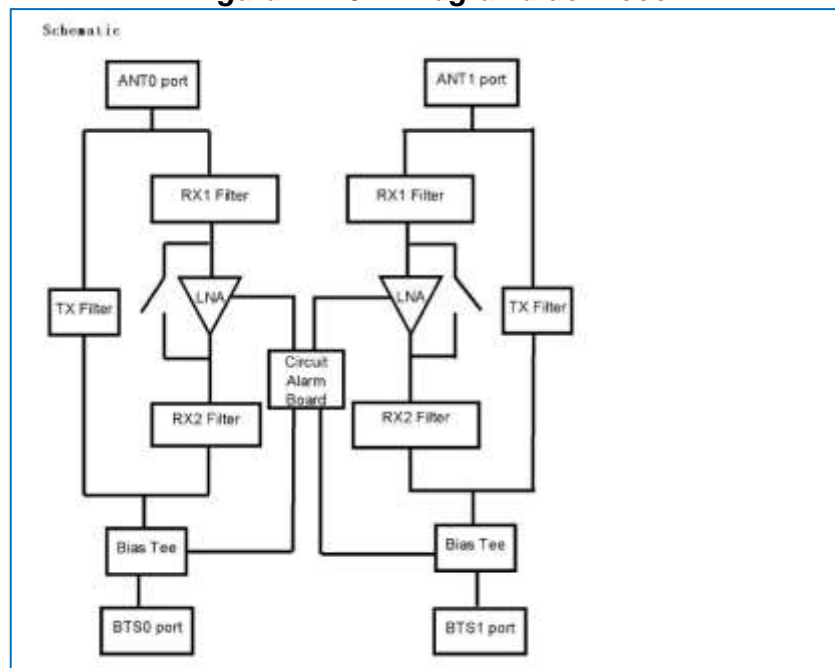 Schematic
ANT0 port
ANT1 port
RX1 Filter
RX1 Filter
TX Filter
LNA
LNA
TX Filter
Circuit
Alarm
Board
RX2 Filter
RX2 Filter
Bias Tee
Bias Tee
BTS0 port
BTS1 port